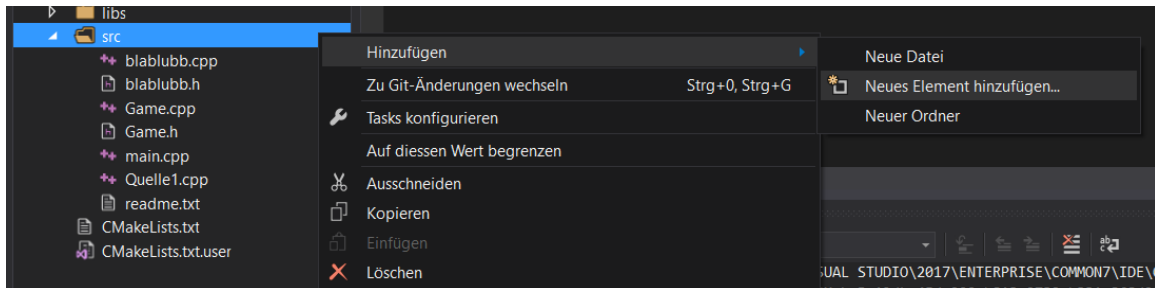 libs
src
blablubb.cpp
blablubb.h
Game.cpp
Game.h
main.cpp
Quelle1.cpp
readme.txt
CMakeLists.txt
CMakeLists.txt.user
Hinzufügen
Zu Git-Änderungen wechseln Strg+0, Strg+G
Tasks konfigurieren
Auf diessen Wert begrenzen
Ausschneiden
Kopieren
Einfügen
Löschen
Neue Datei
Neues Element hinzufügen...
Neuer Ordner
SUAL STUDIO\2017\ENTERPRISE\COMMON7\IDE\